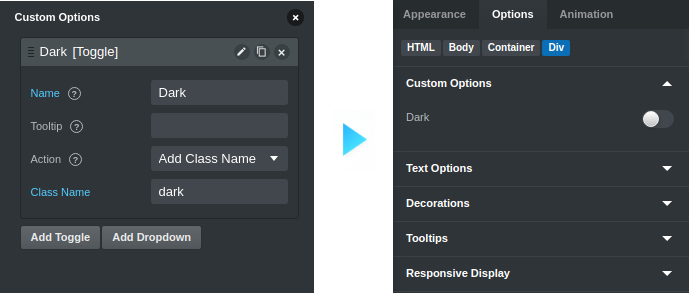 Custom Options
Dark [Toggle]
Name ?
Dark
Tooltip ?
Action ?
Add Class Name
Class Name
dark
Add Toggle
Add Dropdown
Appearance
Options
Animation
HTML
Body
Container
Div
Custom Options
Dark
Text Options
Decorations
Tooltips
Responsive Display